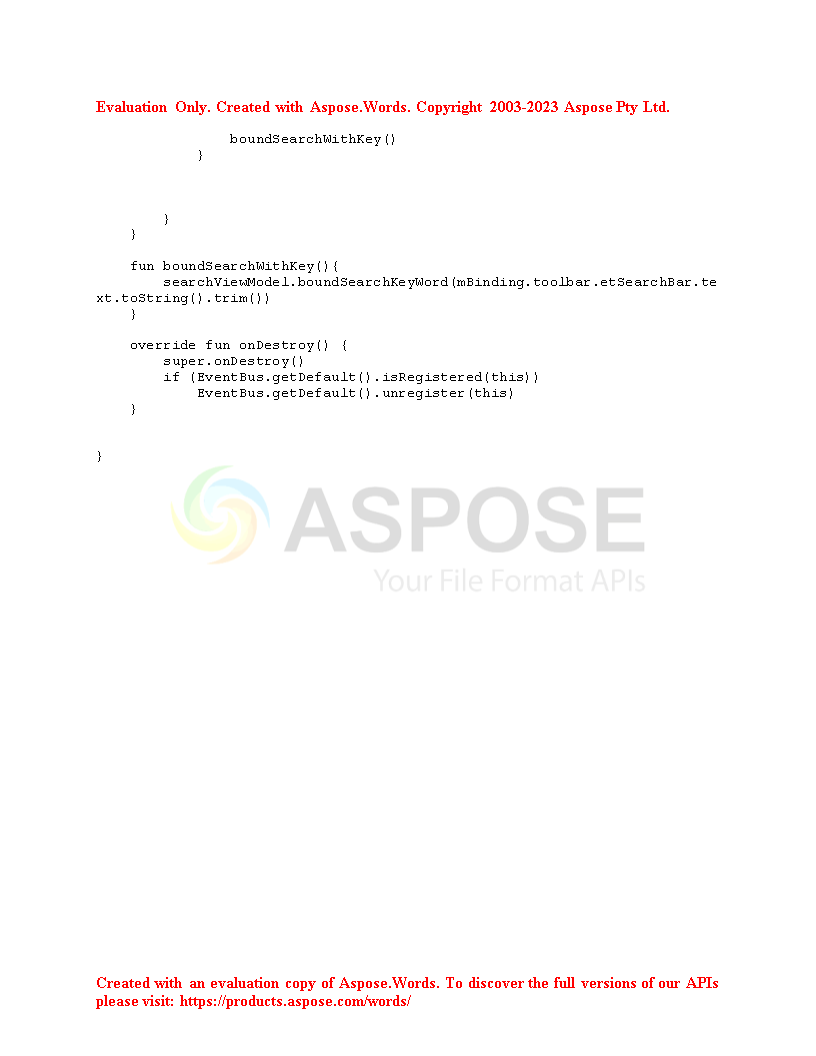 Evaluation Only. Created with Aspose.Words. Copyright 2003-2023 Aspose Pty Ltd.
                boundSearchWithKey()
            }
        }
    }
    fun boundSearchWithKey(){
        searchViewModel.boundSearchKeyWord(mBinding.toolbar.etSearchBar.te
xt.toString().trim())
    }
    override fun onDestroy() {
        super.onDestroy()
        if (EventBus.getDefault().isRegistered(this))
            EventBus.getDefault().unregister(this)
    }
}
ASPOSE
Your File Format APIs
Created with an evaluation copy of Aspose.Words. To discover the full versions of our APIs
please visit: https://products.aspose.com/words/